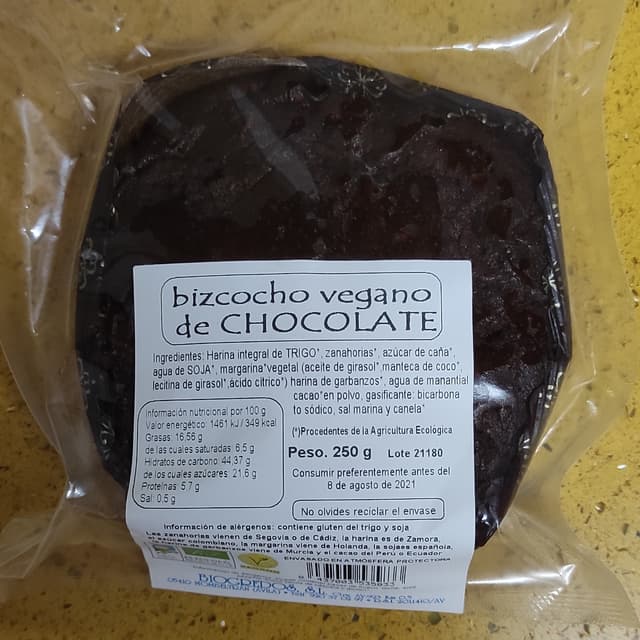 bizcocho vegano
de CHOCOLATE
Ingredientes: Harina integral de TRIGO*, zanahorias*, azúcar de caña*,
agua de SOJA*, margarina*vegetal (aceite de girasol*,manteca de coco*,
lecitina de girasol*,ácido cítrico*) harina de garbanzos*, agua de manantial
cacao*en polvo, gasificante: bicarbona
to sódico, sal marina y canela*
Información nutricional por 100 g
Valor energético: 1461 kJ/ 349 kcal
Grasas: 16,56 g
de las cuales saturadas: 6,5 g
Hidratos de carbono: 44,37 g
de los cuales azúcares: 21,6 g
Proteínas: 5,7 g
Sal: 0,5 g
(*)Procedentes de la Agricultura Ecológica
Peso. 250 g Lote 21180
Consumir preferentemente antes del
8 de agosto de 2021
No olvides reciclar el envase
Información de alérgenos: contiene gluten del trigo y soja
Las zanahorias vienen de Segovia o de Cádiz, la harina es de Zamora,
el azúcar colombiano, la margarina viene de Holanda, la sojaes española,
de garbanzos viene de Murcia y el cacao del Perú o Ecuador
ENVASADO EN ATMÓSFERA PROTECTORA
BIOGREDOS S.L.